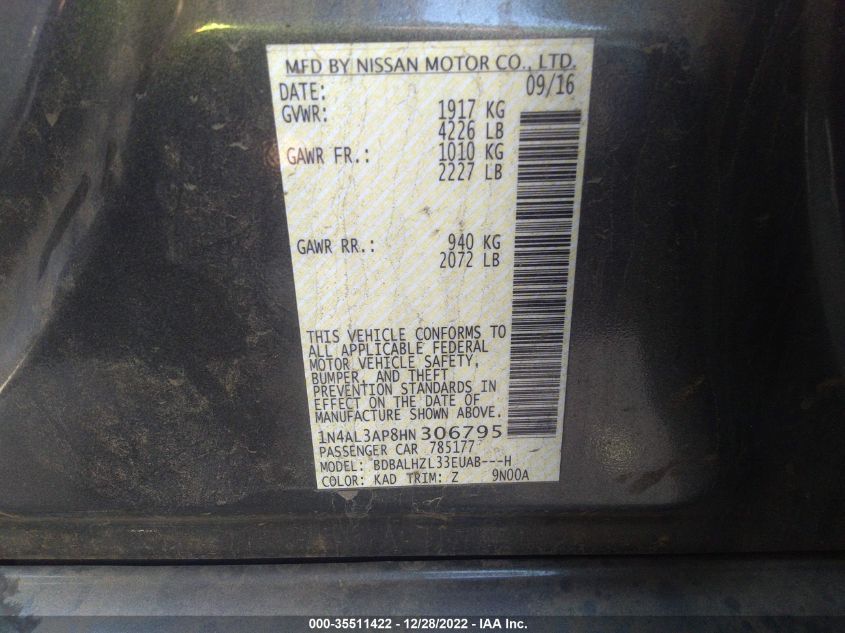 MFD BY NISSAN MOTOR CO., LTD.
DATE: 09/16
GVWR: 1917 KG
4226 LB
GAWR FR.: 1010 KG
2227 LB
GAWR RR.: 940 KG
2072 LB
THIS VEHICLE CONFORMS TO
ALL APPLICABLE FEDERAL
MOTOR VEHICLE SAFETY,
BUMPER, AND THEFT
PREVENTION STANDARDS IN
EFFECT ON THE DATE OF
MANUFACTURE SHOWN ABOVE.
1N4AL3AP8HN306795
PASSENGER CAR 785177
MODEL: BDBALHZL33EUAB---H
COLOR: KAD TRIM: Z 9N00A
000-35511422 - 12/28/2022 - IAA Inc.